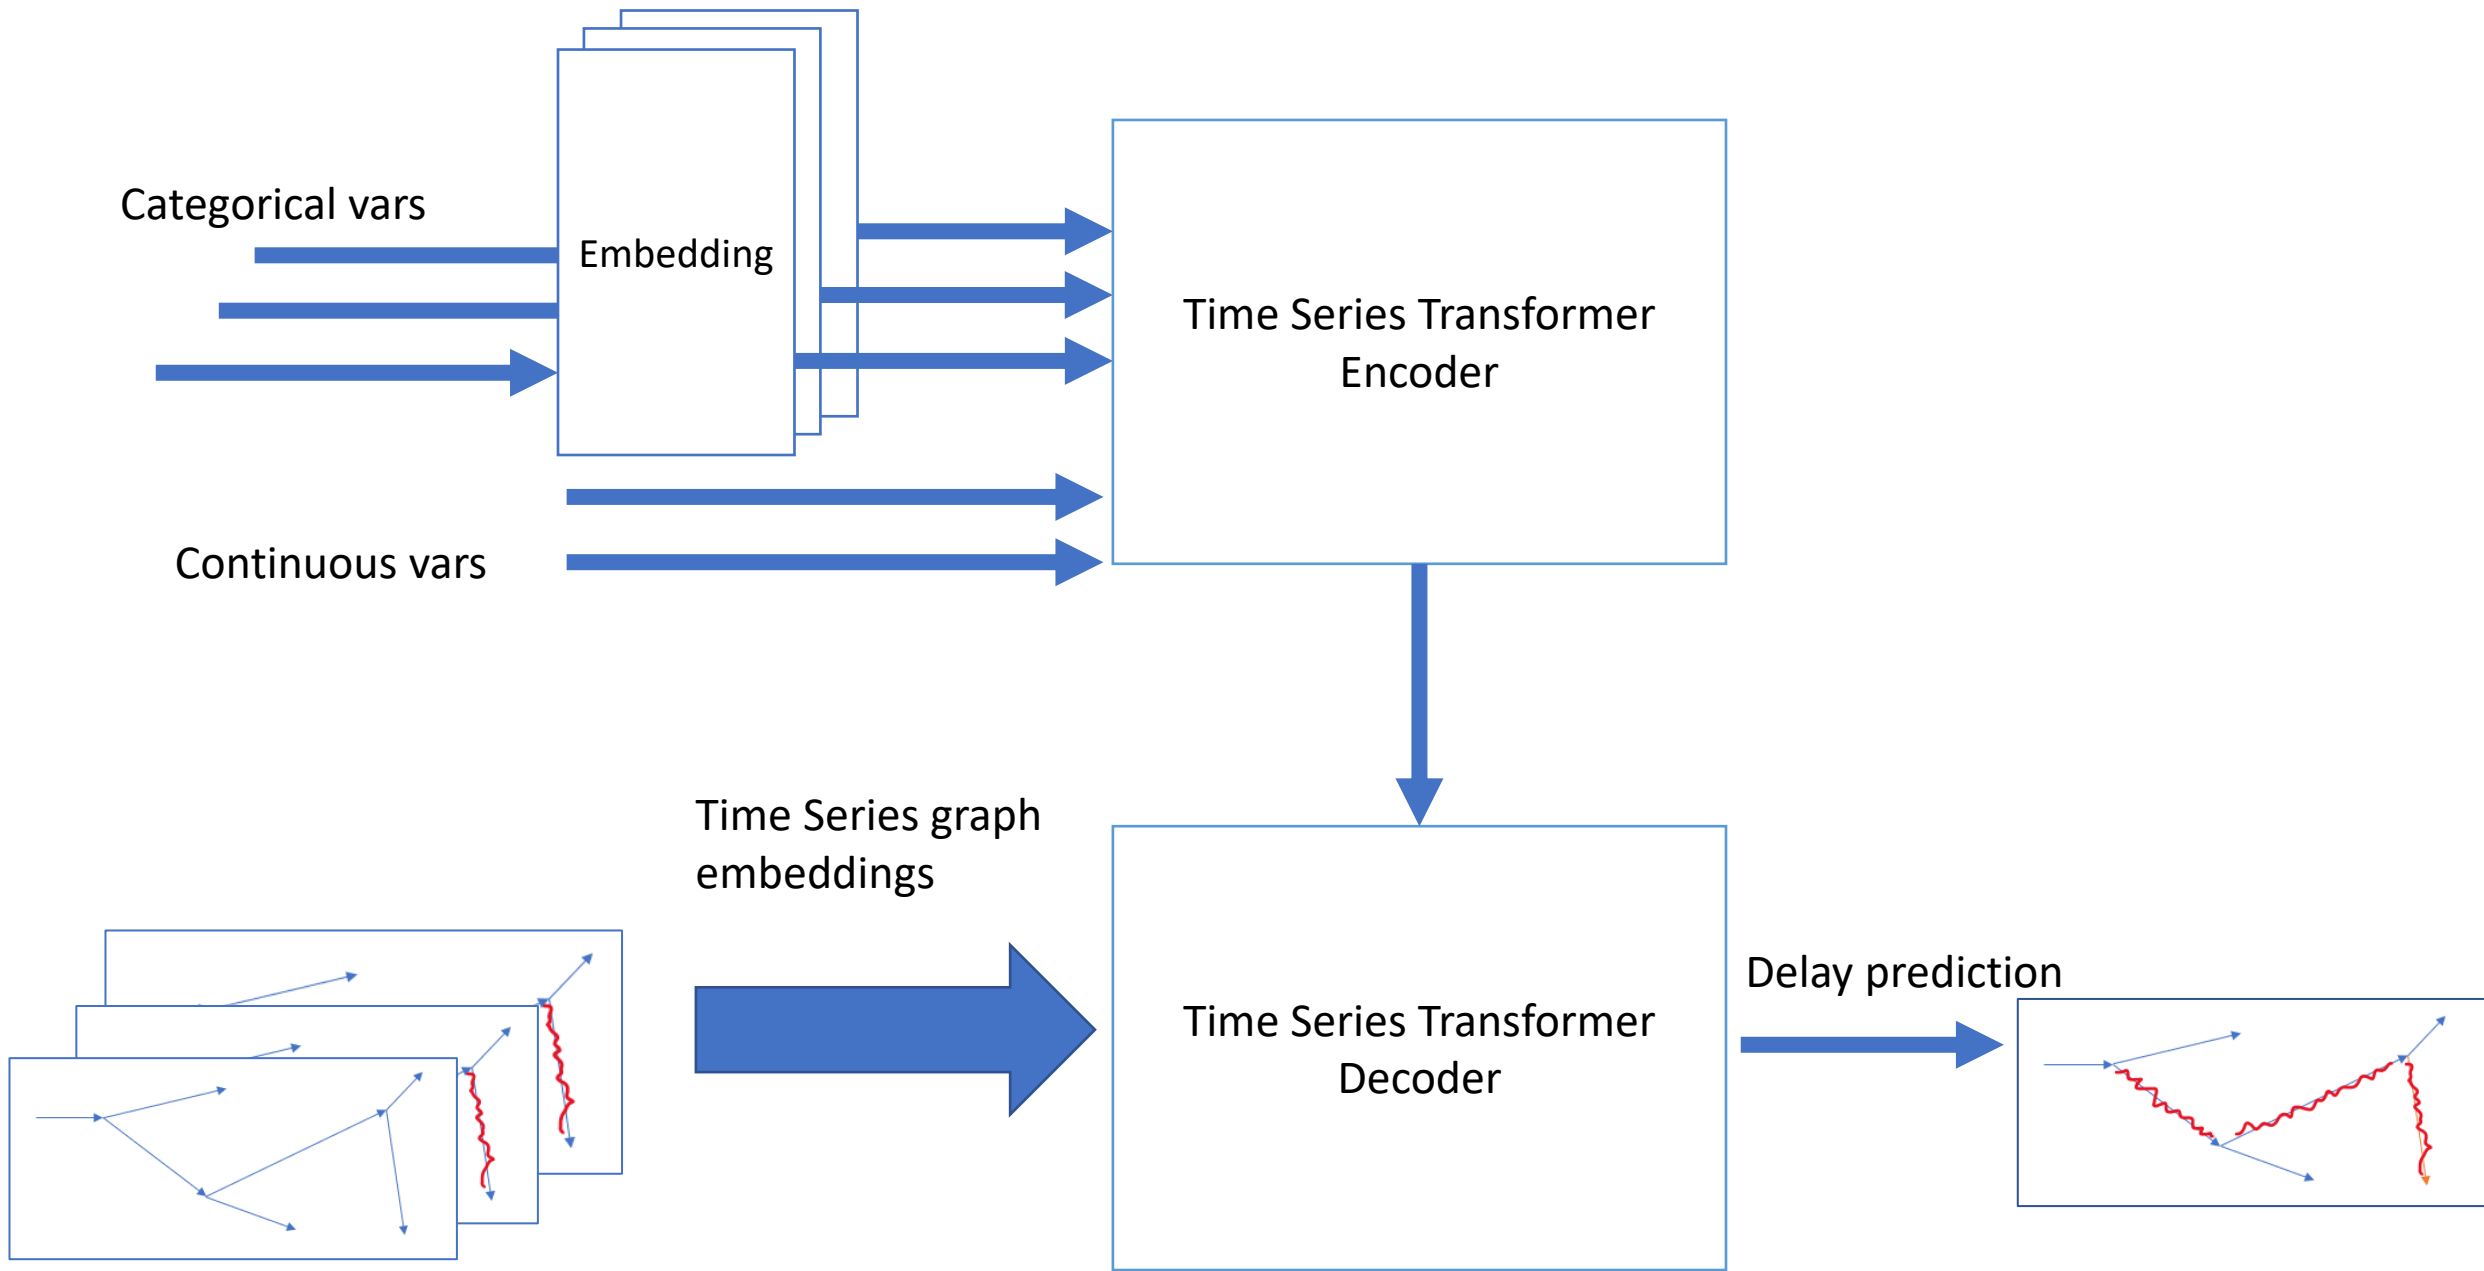 Categorical vars
Embedding
Time Series Transformer
Encoder
Continuous vars
Time Series graph
embeddings
Delay prediction
Time Series Transformer
Decoder